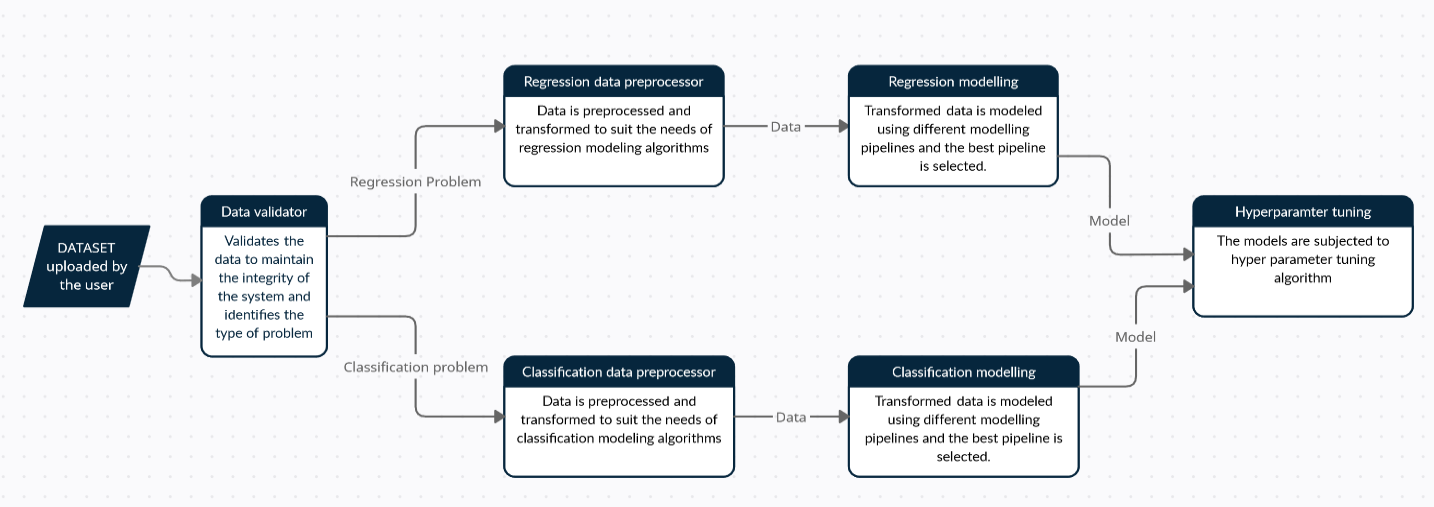 DATASET
uploaded by
the user
Data validator
Validates the
data to maintain
the integrity of
the system and
identifies the
type of problem
Regression Problem
Regression data preprocessor
Data is preprocessed and
transformed to suit the needs of
regression modeling algorithms
Data
Regression modelling
Transformed data is modeled
using different modelling
pipelines and the best pipeline
is selected.
Model
Classification problem
Classification data preprocessor
Data is preprocessed and
transformed to suit the needs of
classification modeling algorithms
Data
Classification modelling
Transformed data is modeled
using different modelling
pipelines and the best pipeline is
selected.
Model
Hyperparamter tuning
The models are subjected to
hyper parameter tuning
algorithm